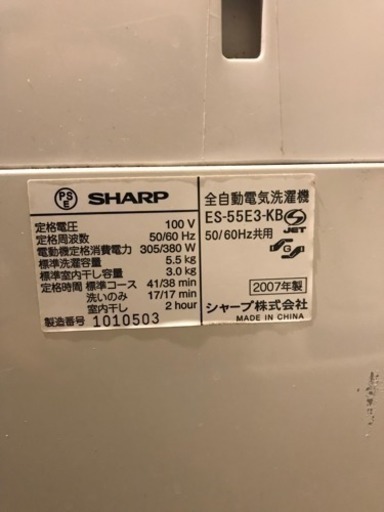 PS
E
SHARP
定格電圧 100 V
定格周波数 50/60 Hz
電動機定格消費電力 305/380 W
標準洗濯容量 5.5 kg
標準室内干し容量 3.0 kg
定格時間 標準コース 41/38 min
洗いのみ 17/17 min
室内干し 2 hour
製造番号 1010503
全自動電気洗濯機
ES-55E3-KB
JET
50/60Hz共用
S G S
2007年製
シャープ株式会社
MADE IN CHINA